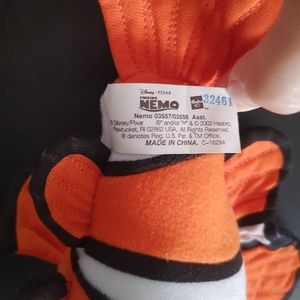 Disney · PIXAR
FINDING
NEMO
32461
Nemo 03557/03556 Asst.
© Disney/Pixar ® and/or ™ & © 2002 Hasbro,
Pawtucket, RI 02862 USA. All Rights Reserved.
® denotes Reg. U.S. Pat. & TM Office.
MADE IN CHINA. C-1629A